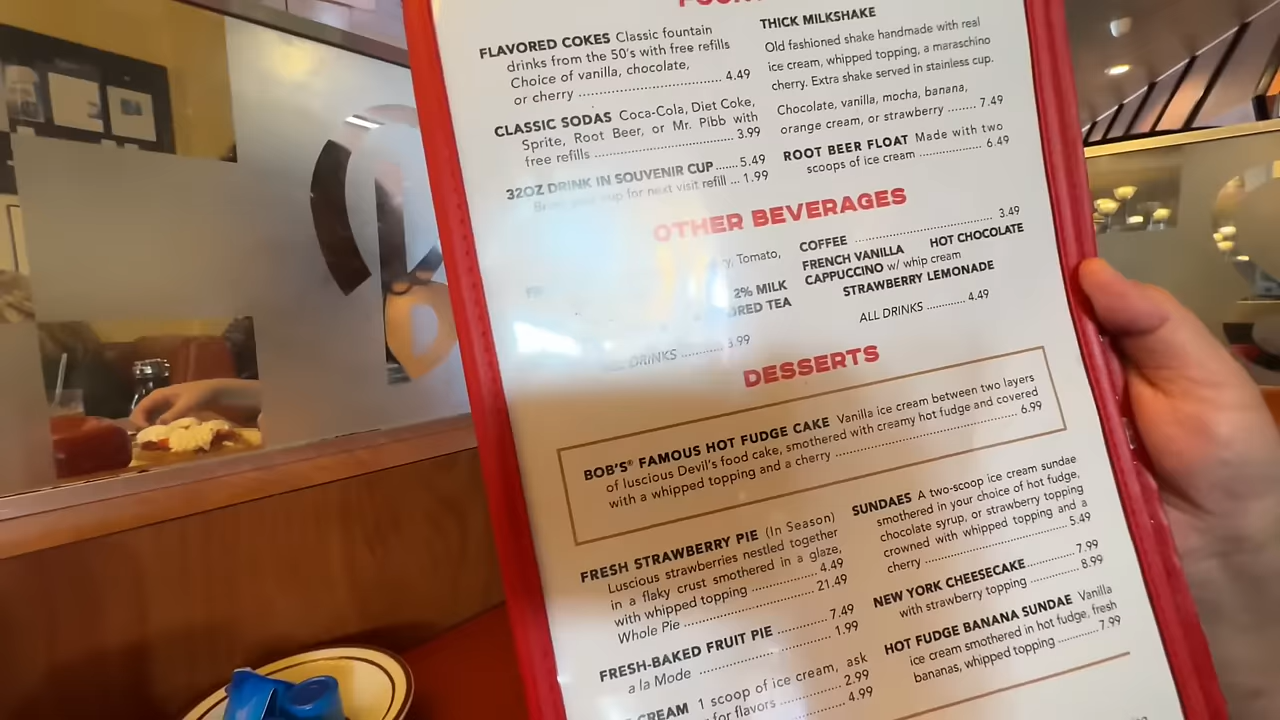 FLAVORED COKES Classic fountain
drinks from the 50's with free refills
Choice of vanilla, chocolate,
or cherry .......................................... 4.49
CLASSIC SODAS Coca-Cola, Diet Coke,
Sprite, Root Beer, or Mr. Pibb with
free refills ......................................... 3.99
32OZ DRINK IN SOUVENIR CUP.......5.49
cup for next visit refill ... 1.99
THICK MILKSHAKE
Old fashioned shake handmade with real
ice cream, whipped topping, a maraschino
cherry. Extra shake served in stainless cup.
Chocolate, vanilla, mocha, banana,
orange cream, or strawberry ........ 7.49
ROOT BEER FLOAT Made with two
scoops of ice cream ........................ 6.49
OTHER BEVERAGES
Tomato,
2% MILK
TEA
DRINKS ............ 3.99
COFFEE ........................................ 3.49
FRENCH VANILLA HOT CHOCOLATE
CAPPUCCINO w/ whip cream
STRAWBERRY LEMONADE
ALL DRINKS ............ 4.49
DESSERTS
BOB'S® FAMOUS HOT FUDGE CAKE Vanilla ice cream between two layers
of luscious Devil's food cake, smothered with creamy hot fudge and covered
with a whipped topping and a cherry ........................................................ 6.99
FRESH STRAWBERRY PIE (In Season)
Luscious strawberries nestled together
in a flaky crust smothered in a glaze,
with whipped topping .................... 4.49
Whole Pie ...................................... 21.49
FRESH-BAKED FRUIT PIE ............. 7.49
a la Mode ........................................ 1.99
CREAM 1 scoop of ice cream, ask
for flavors ......................... 2.99
4.99
SUNDAES A two-scoop ice cream sundae
smothered in your choice of hot fudge,
chocolate syrup, or strawberry topping
crowned with whipped topping and a
cherry .............................................. 5.49
NEW YORK CHEESECAKE.............7.99
with strawberry topping .................. 8.99
HOT FUDGE BANANA SUNDAE Vanilla
ice cream smothered in hot fudge, fresh
bananas, whipped topping .............7.99